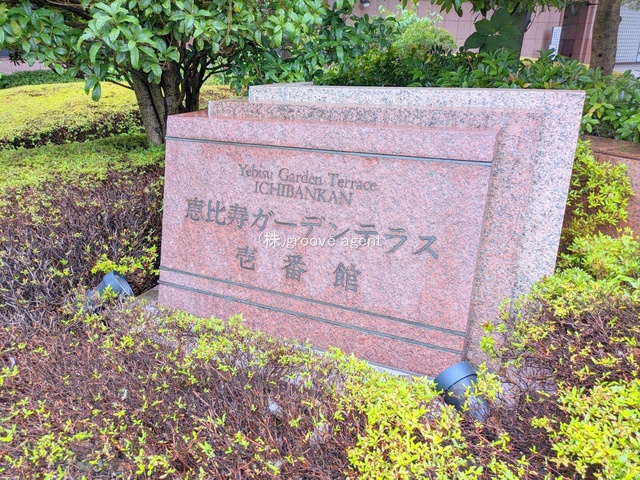 Yebisu Garden Terrace
ICHIBANKAN
恵比寿ガーデンテラス
(株)groove agent
壱番館